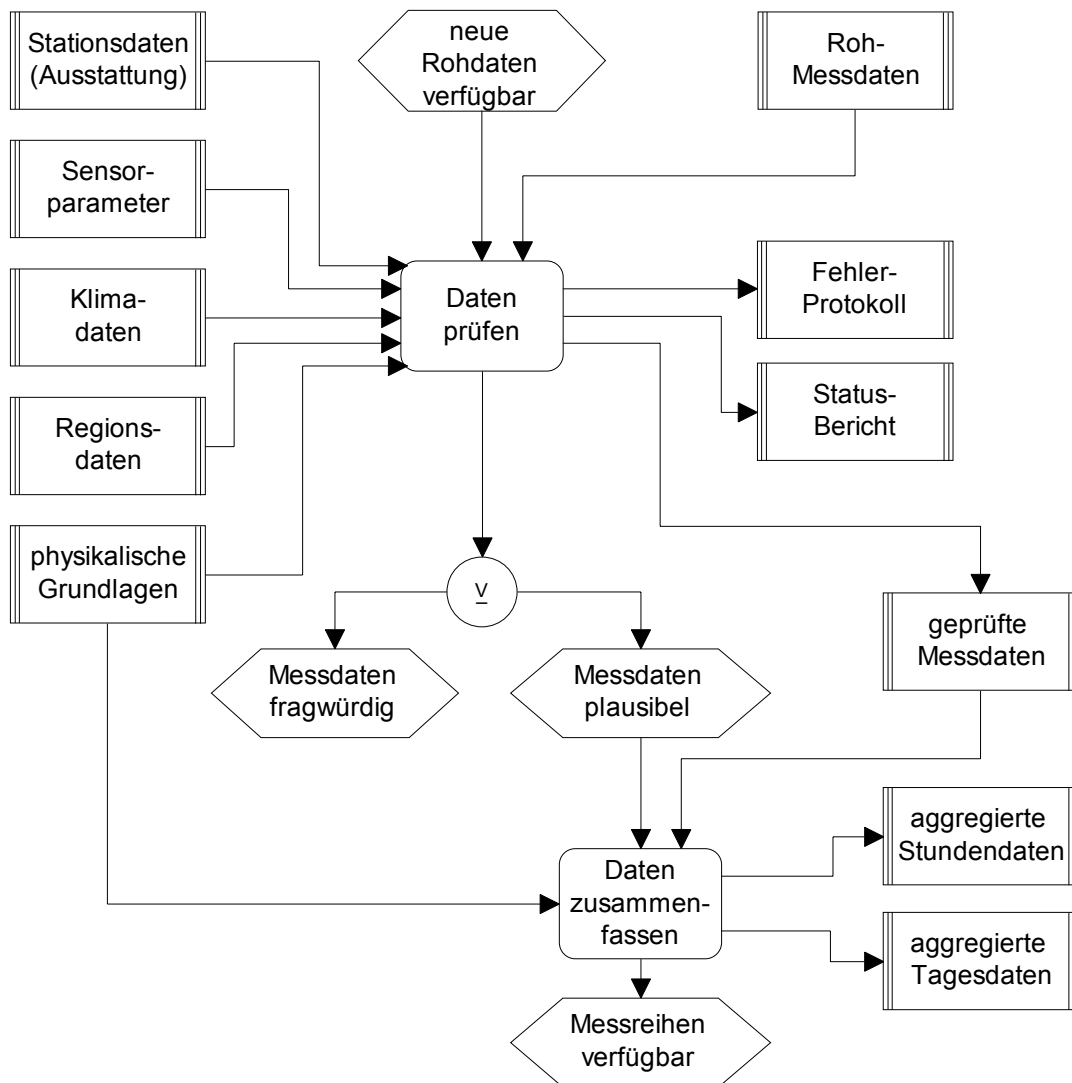 Stationsdaten
(Ausstattung)
neue
Rohdaten
verfügbar
Roh-
Messdaten
Sensor-
parameter
Klima-
daten
Daten
prüfen
Fehler-
Protokoll
Status-
Bericht
Regions-
daten
physikalische
Grundlagen
v
Messdaten
fragwürdig
Messdaten
plausibel
geprüfte
Messdaten
aggregierte
Stundendaten
Daten
zusammen-
fassen
aggregierte
Tagesdaten
Messreihen
verfügbar